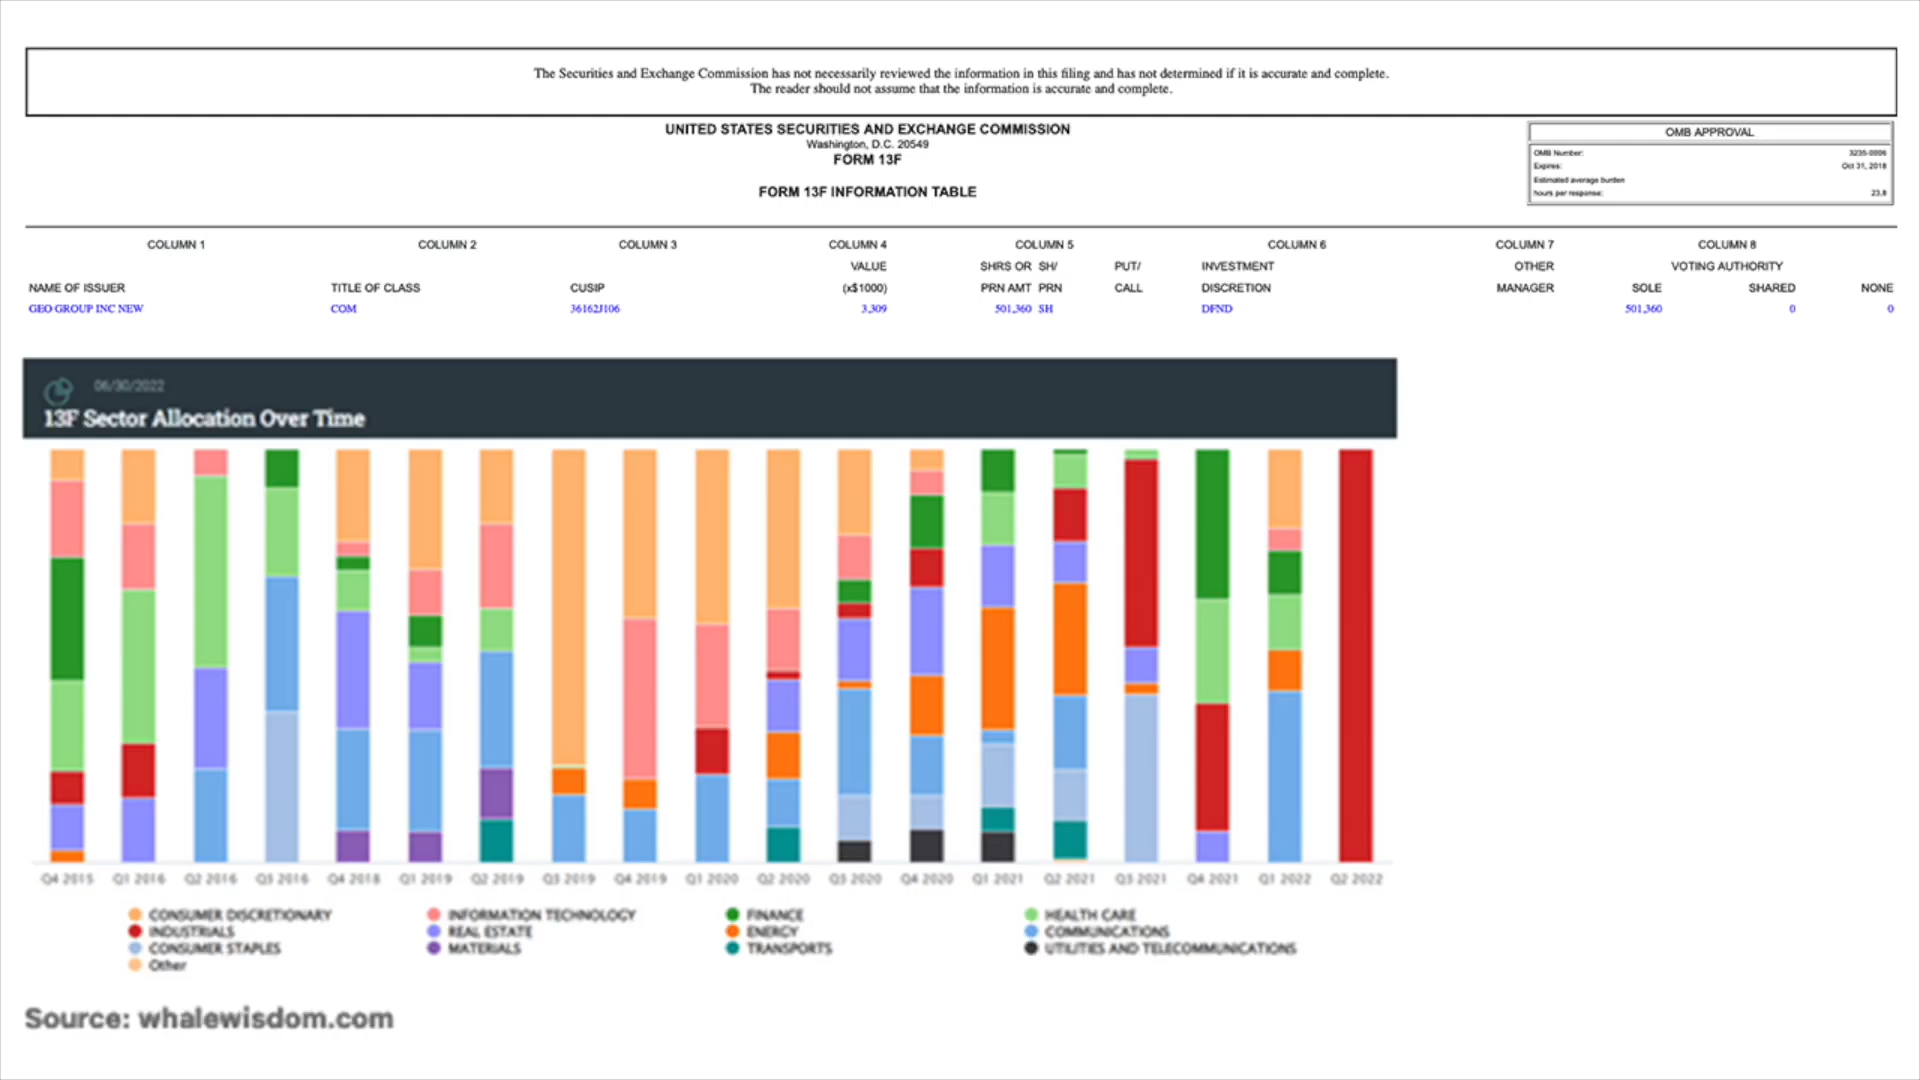 The Securities and Exchange Commission has not necessarily reviewed the information in this filing and has not determined if it is accurate and complete.
The reader should not assume that the information is accurate and complete.
UNITED STATES SECURITIES AND EXCHANGE COMMISSION
Washington, D.C. 20549
FORM 13F
FORM 13F INFORMATION TABLE
OMB APPROVAL
OMB Number: 3235-0006
Expires: Oct 31, 2018
Estimated average burden
hours per response: 23.8
COLUMN 1 COLUMN 2 COLUMN 3 COLUMN 4 COLUMN 5 COLUMN 6 COLUMN 7 COLUMN 8
VALUE SHRS OR SH/ PUT/ INVESTMENT OTHER VOTING AUTHORITY
NAME OF ISSUER TITLE OF CLASS CUSIP (x$1000) PRN AMT PRN CALL DISCRETION MANAGER SOLE SHARED NONE
GEO GROUP INC NEW COM 36162J106 3,309 501,360 SH DFND 501,360 0 0
06/30/2022
13F Sector Allocation Over Time
Q4 2015 Q1 2016 Q2 2016 Q3 2016 Q4 2018 Q1 2019 Q2 2019 Q3 2019 Q4 2019 Q1 2020 Q2 2020 Q3 2020 Q4 2020 Q1 2021 Q2 2021 Q3 2021 Q4 2021 Q1 2022 Q2 2022
CONSUMER DISCRETIONARY INFORMATION TECHNOLOGY FINANCE HEALTH CARE
INDUSTRIALS REAL ESTATE ENERGY COMMUNICATIONS
CONSUMER STAPLES MATERIALS TRANSPORTS UTILITIES AND TELECOMMUNICATIONS
Other
Source: whalewisdom.com